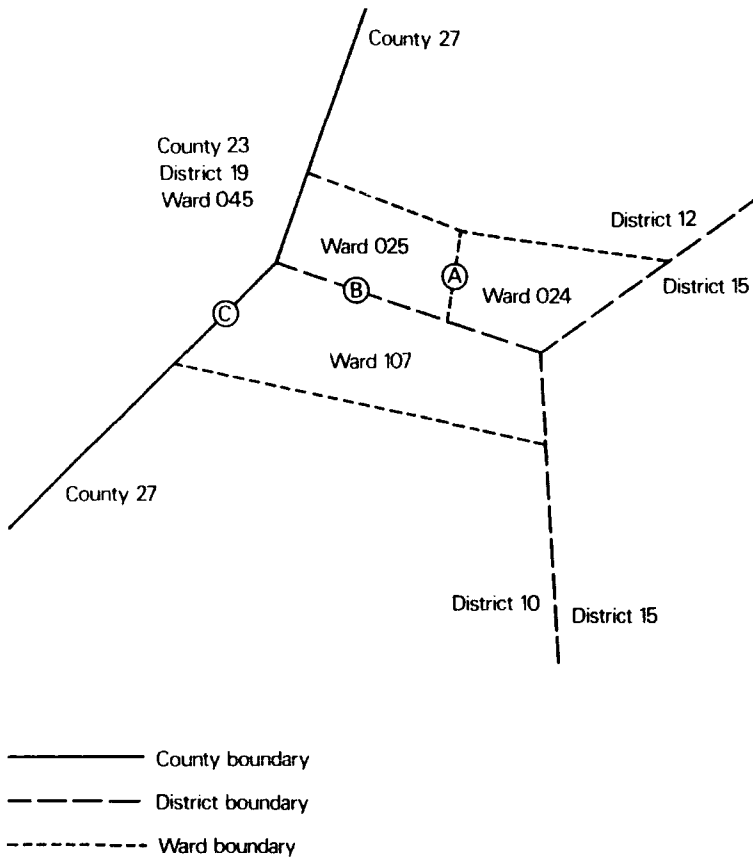 County 27
County 23
District 19
Ward 045
District 12
Ward 025
A
District 15
B
Ward 024
C
Ward 107
County 27
District 10
District 15
County boundary
District boundary
Ward boundary